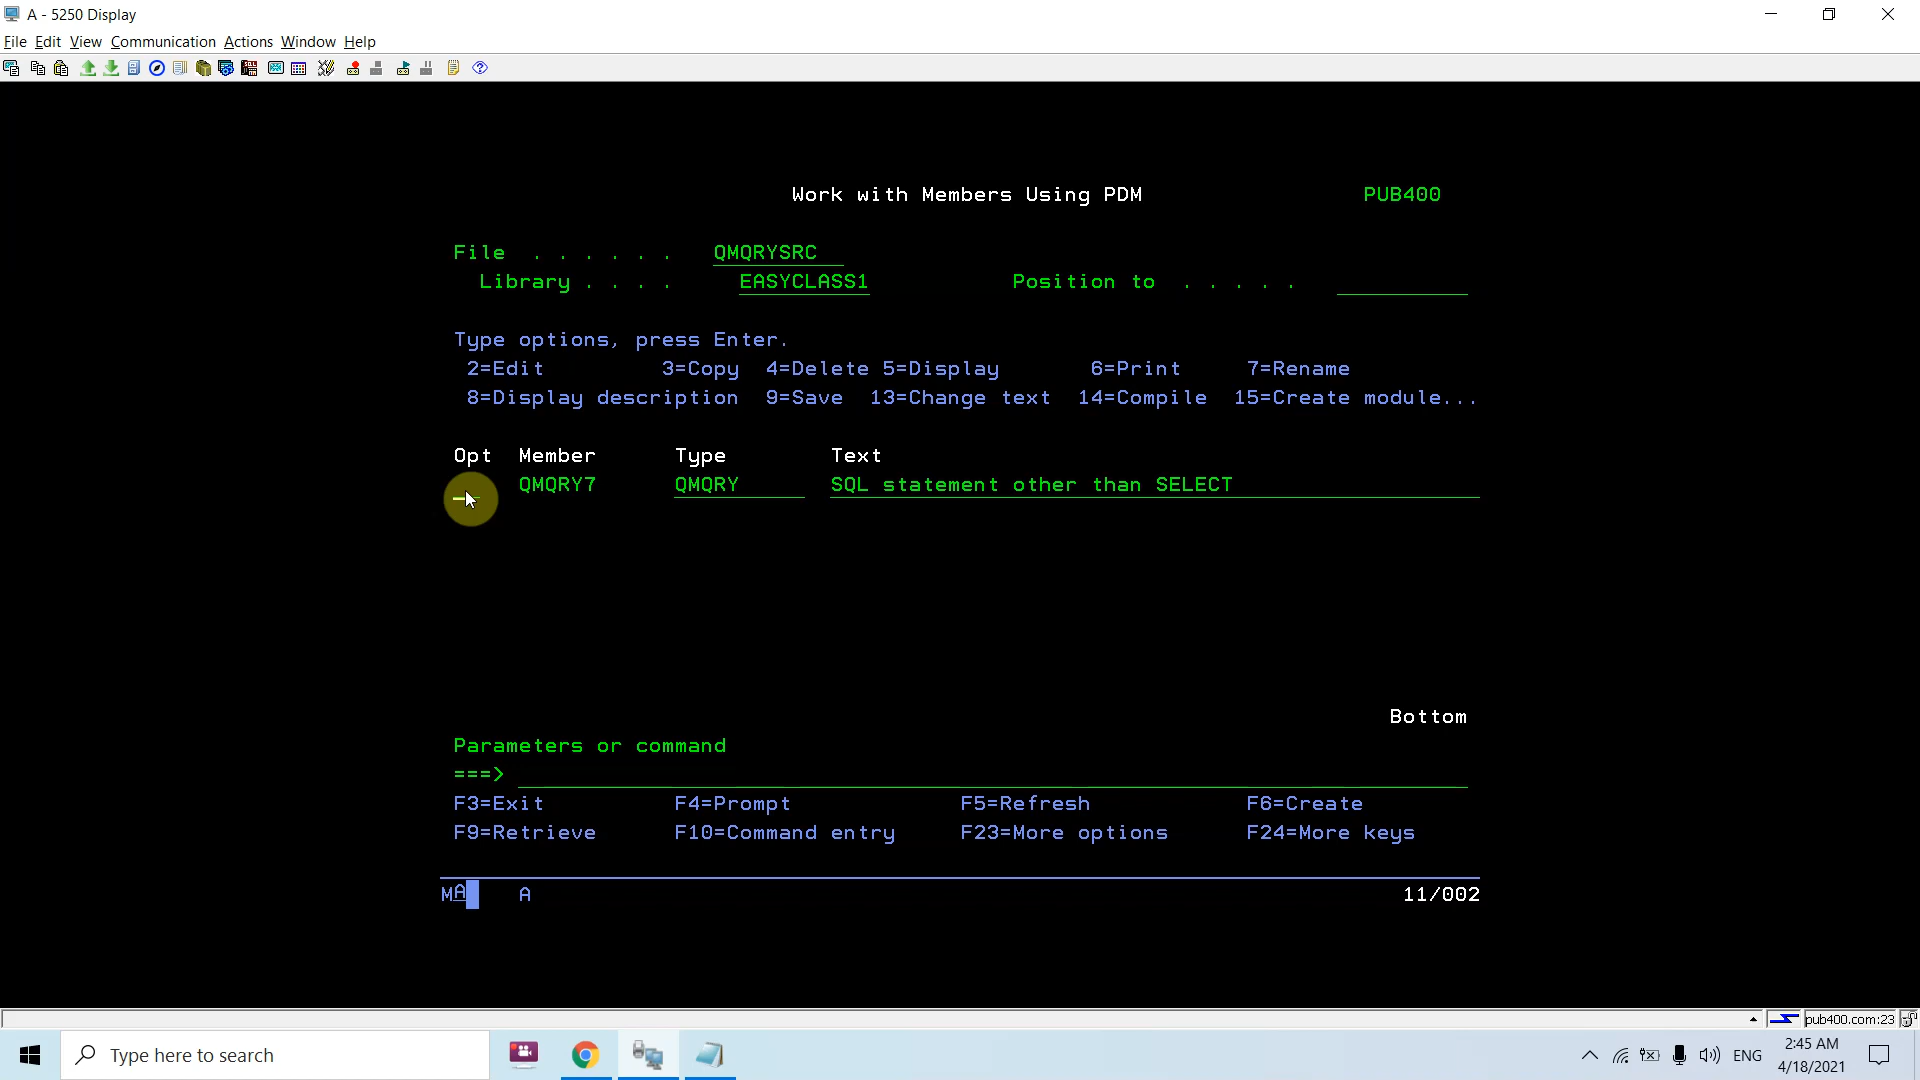 A - 5250 Display
File Edit View Communication Actions Window Help
Work with Members Using PDM PUB400
File . . . . . . QMQRYSRC
Library . . . . EASYCLASS1 Position to . . . . .
Type options, press Enter.
2=Edit 3=Copy 4=Delete 5=Display 6=Print 7=Rename
8=Display description 9=Save 13=Change text 14=Compile 15=Create module...
Opt Member Type Text
QMQRY7 QMQRY SQL statement other than SELECT
Bottom
Parameters or command
===>
F3=Exit F4=Prompt F5=Refresh F6=Create
F9=Retrieve F10=Command entry F23=More options F24=More keys
MA A 11/002
pub400.com:23
Type here to search
ENG
2:45 AM
4/18/2021